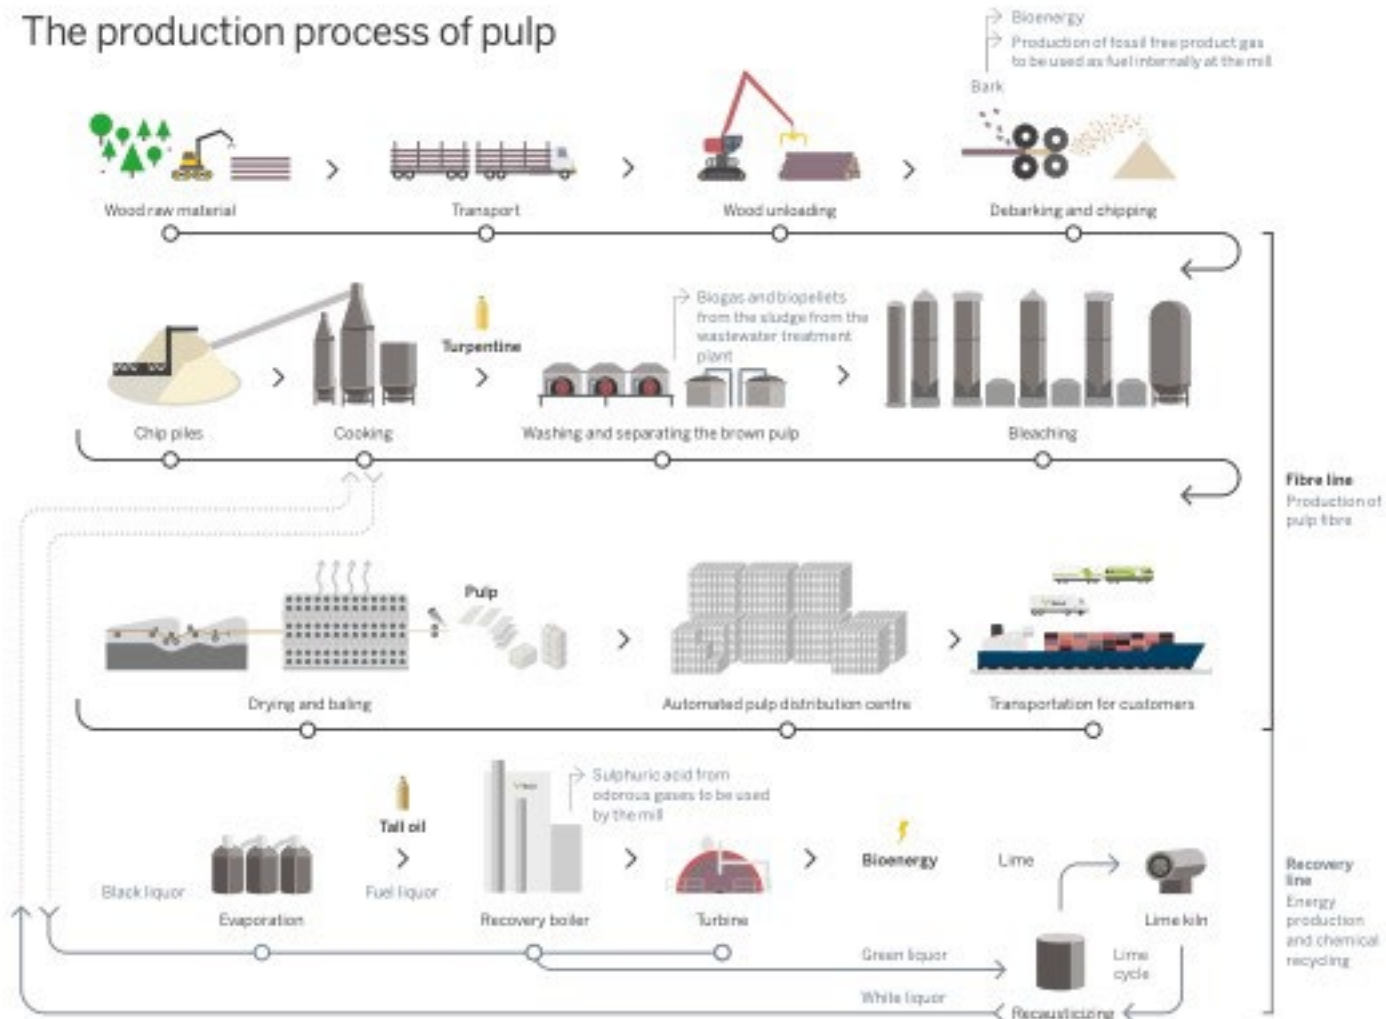 The production process of pulp
Bioenergy
Production of fossil free product gas
to be used as fuel internally at the mill
Bark
Wood raw material
Transport
Wood unloading
Debarking and chipping
Turpentine
Biogas and biopellets
from the sludge from the
wastewater treatment
plant
Chip piles
Cooking
Washing and separating the brown pulp
Bleaching
Fibre line
Production of
pulp fibre
Pulp
Drying and baling
Automated pulp distribution centre
Transportation for customers
Sulphuric acid from
odorous gases to be used
by the mill
Tall oil
Bioenergy
Lime
Black liquor
Fuel liquor
Evaporation
Recovery boiler
Turbine
Lime kiln
Recovery
line
Energy
production
and chemical
recycling
Green liquor
Lime
cycle
White liquor
Recausticizing